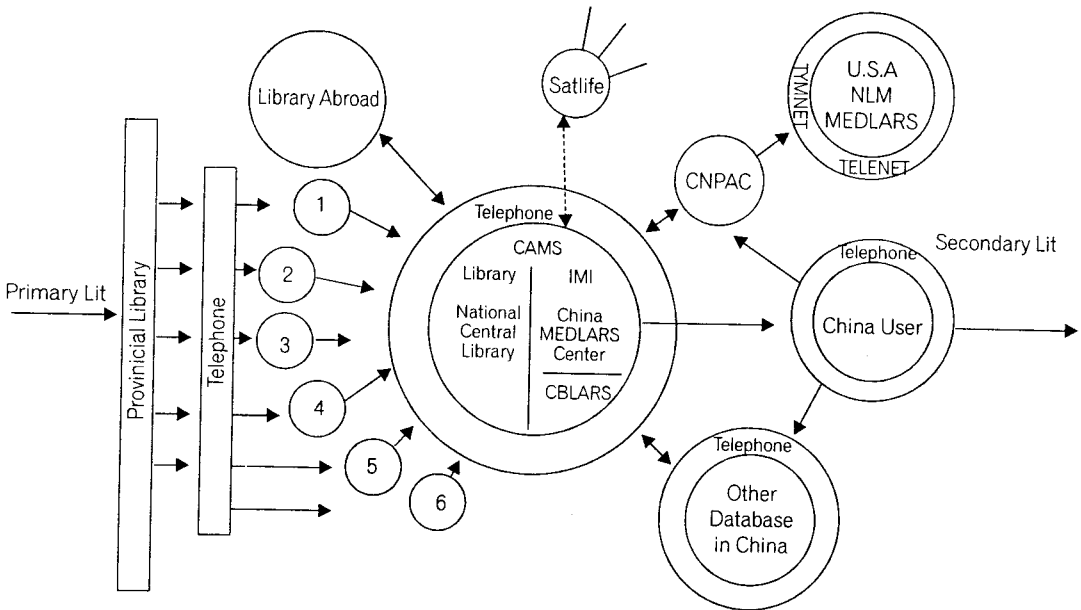 Primary Lit
Provinicial Library
Telephone
Library Abroad
1
2
3
4
5
6
Satlife
Telephone
CAMS
Library
National
Central
Library
IMI
China
MEDLARS
Center
CBLARS
CNPAC
TYMNET
U.S.A
NLM
MEDLARS
TELENET
Telephone
China User
Secondary Lit
Telephone
Other
Database
in China